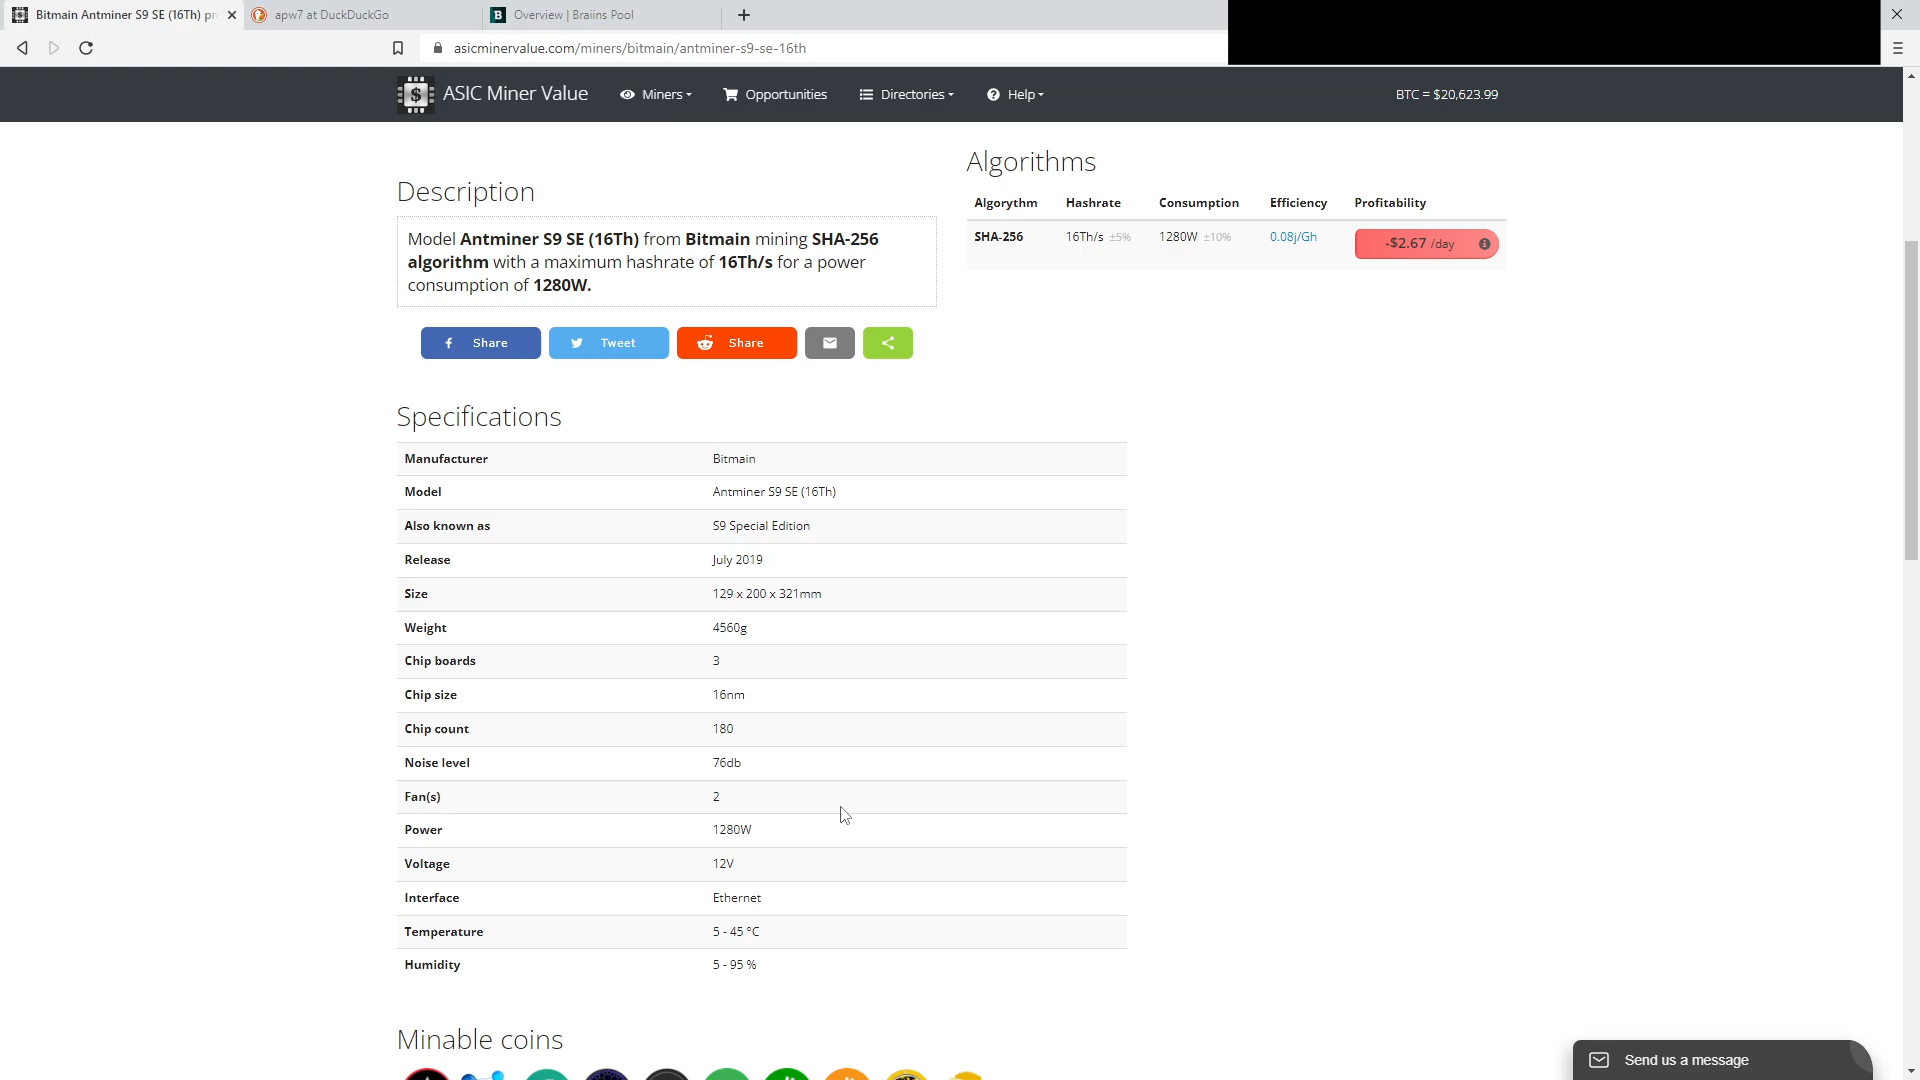 Bitmain Antminer S9 SE (16Th) pr
apw7 at DuckDuckGo
Overview | Braiins Pool
asicminervalue.com/miners/bitmain/antminer-s9-se-16th
ASIC Miner Value
Miners
Opportunities
Directories
Help
BTC = $20,623.99
Description
Model Antminer S9 SE (16Th) from Bitmain mining SHA-256
algorithm with a maximum hashrate of 16Th/s for a power
consumption of 1280W.
Share
Tweet
Share
Algorithms
Algorythm Hashrate Consumption Efficiency Profitability
SHA-256 16Th/s ±5% 1280W ±10% 0.08j/Gh -$2.67 /day
Specifications
Manufacturer Bitmain
Model Antminer S9 SE (16Th)
Also known as S9 Special Edition
Release July 2019
Size 129 x 200 x 321mm
Weight 4560g
Chip boards 3
Chip size 16nm
Chip count 180
Noise level 76db
Fan(s) 2
Power 1280W
Voltage 12V
Interface Ethernet
Temperature 5 - 45 °C
Humidity 5 - 95 %
Minable coins
Send us a message